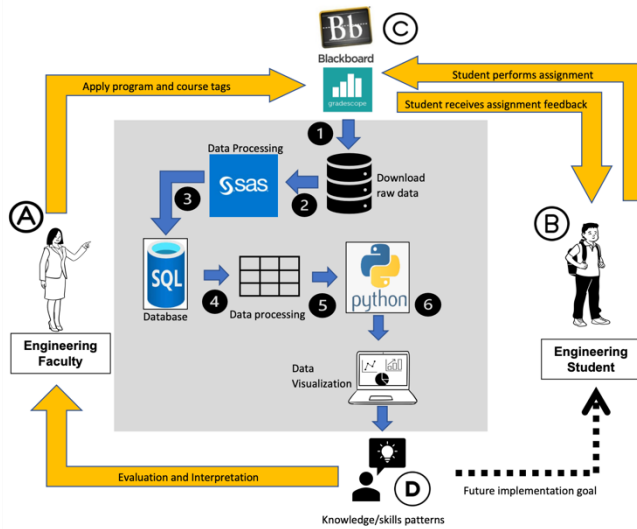 Bb
C
Blackboard
gradescope
Apply program and course tags
Student performs assignment
Student receives assignment feedback
1
Data Processing
sas
2
Download
raw data
3
A
B
SQL
Database
4
Data processing
5
python
6
Engineering
Faculty
Engineering
Student
Data
Visualization
Evaluation and Interpretation
D
Future implementation goal
Knowledge/skills patterns